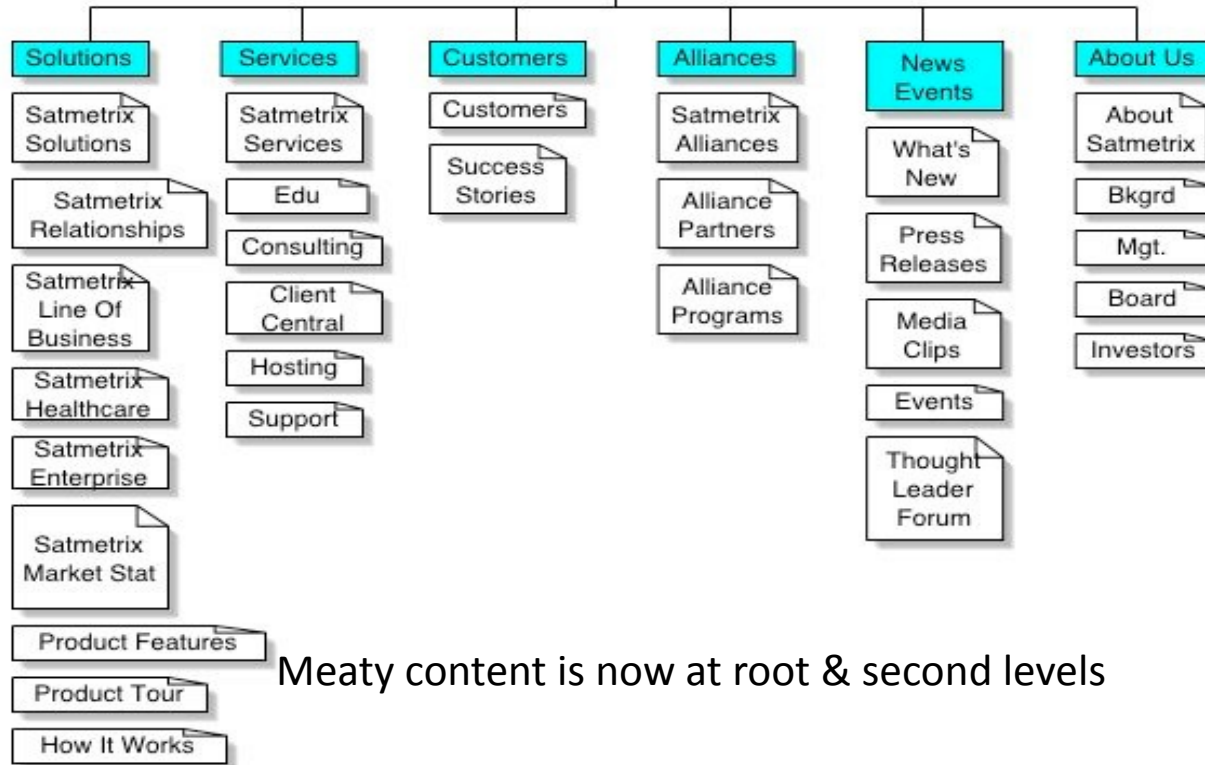 Solutions
Satmetrix
Solutions
Satmetrix
Relationships
Satmetrix
Line Of
Business
Satmetrix
Healthcare
Satmetrix
Enterprise
Satmetrix
Market Stat
Product Features
Product Tour
How It Works
Services
Satmetrix
Services
Edu
Consulting
Client
Central
Hosting
Support
Customers
Customers
Success
Stories
Alliances
Satmetrix
Alliances
Alliance
Partners
Alliance
Programs
News
Events
What's
New
Press
Releases
Media
Clips
Events
Thought
Leader
Forum
About Us
About
Satmetrix
Bkgrd
Mgt.
Board
Investors
Meaty content is now at root & second levels